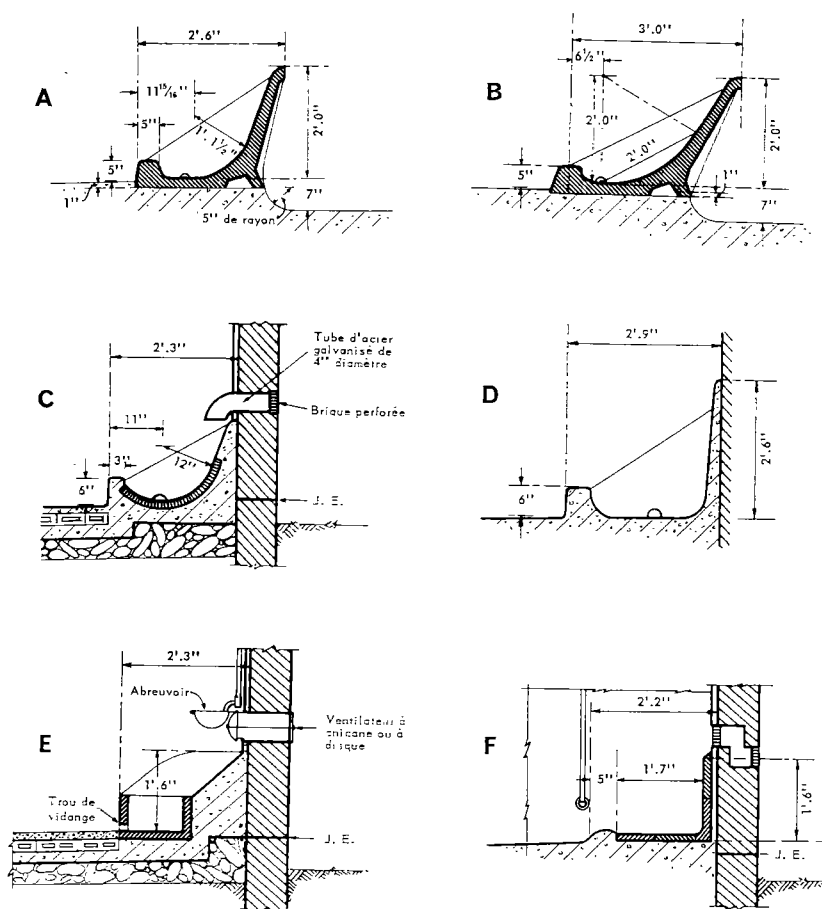 A
2'.6"
11 15/16"
5"
1'.1½"
2'.0"
5"
1"
7"
5" de rayon
B
3'.0"
6½"
2'.0"
2'.0"
2'.0"
5"
1"
7"
C
2'.3"
Tube d'acier
galvanisé de
4" diamètre
11"
Brique perforée
3"
12"
6"
J. E.
D
2'.9"
2'.6"
6"
E
2'.3"
Abreuvoir
Ventilateur à
chicane ou à
disque
1'.6"
Trou de
vidange
J. E.
F
2'.2"
5"
1'.7"
1'.6"
J. E.